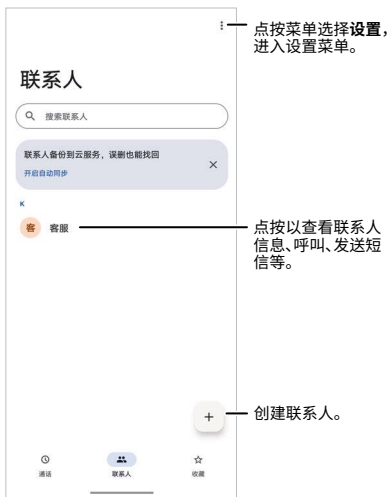 点按菜单选择设置，
进入设置菜单。
联系人
搜索联系人
联系人备份到云服务，误删也能找回
开启自动同步
K
客 客服
点按以查看联系人
信息、呼叫、发送短
信等。
创建联系人。
通话 联系人 收藏